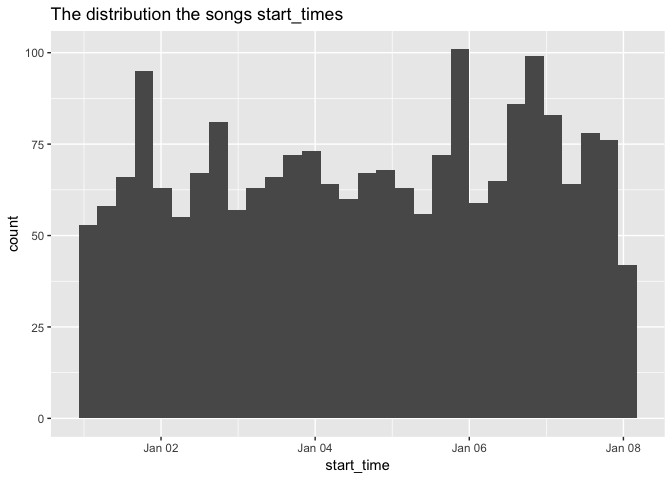 The distribution the songs start_times
100
75
50
25
0
count
Jan 02
Jan 04
Jan 06
Jan 08
start_time